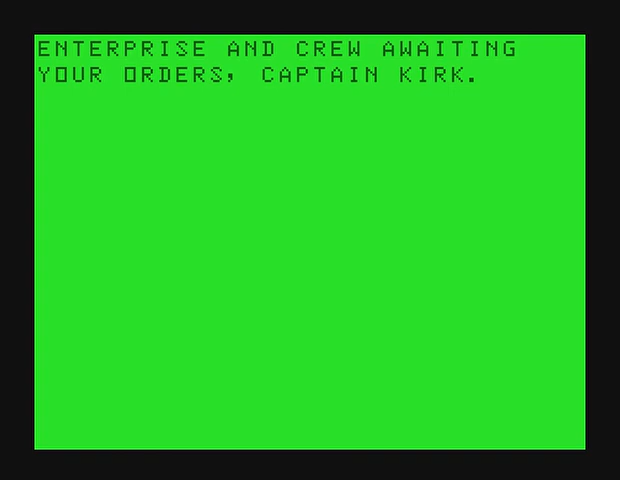 ENTERPRISE AND CREW AWAITING
YOUR ORDERS, CAPTAIN KIRK.